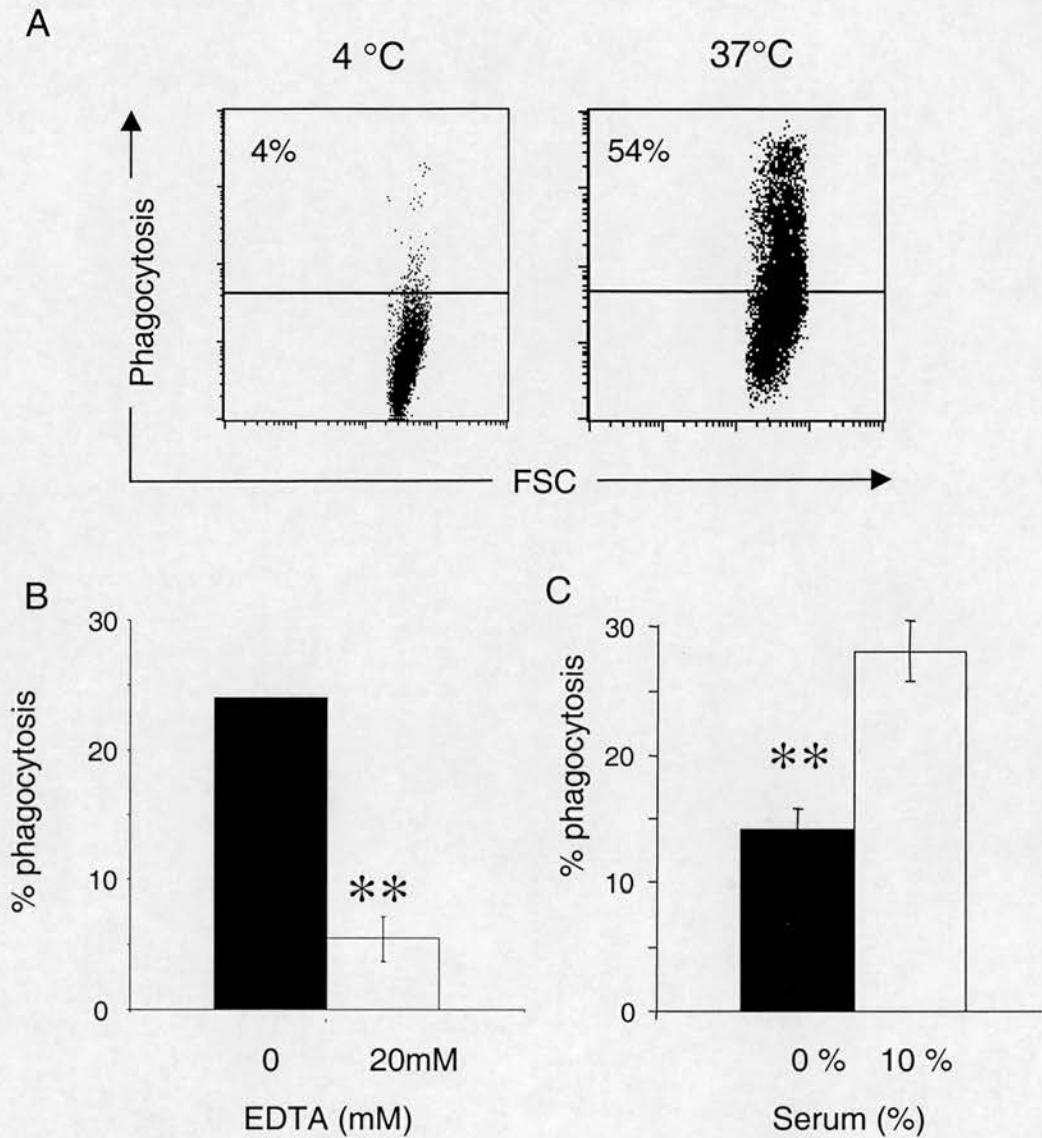 A
4 °C
37°C
4%
54%
Phagocytosis
FSC
B
30
20
10
0
% phagocytosis
**
0
20mM
EDTA (mM)
C
30
20
10
0
% phagocytosis
**
0 %
10 %
Serum (%)